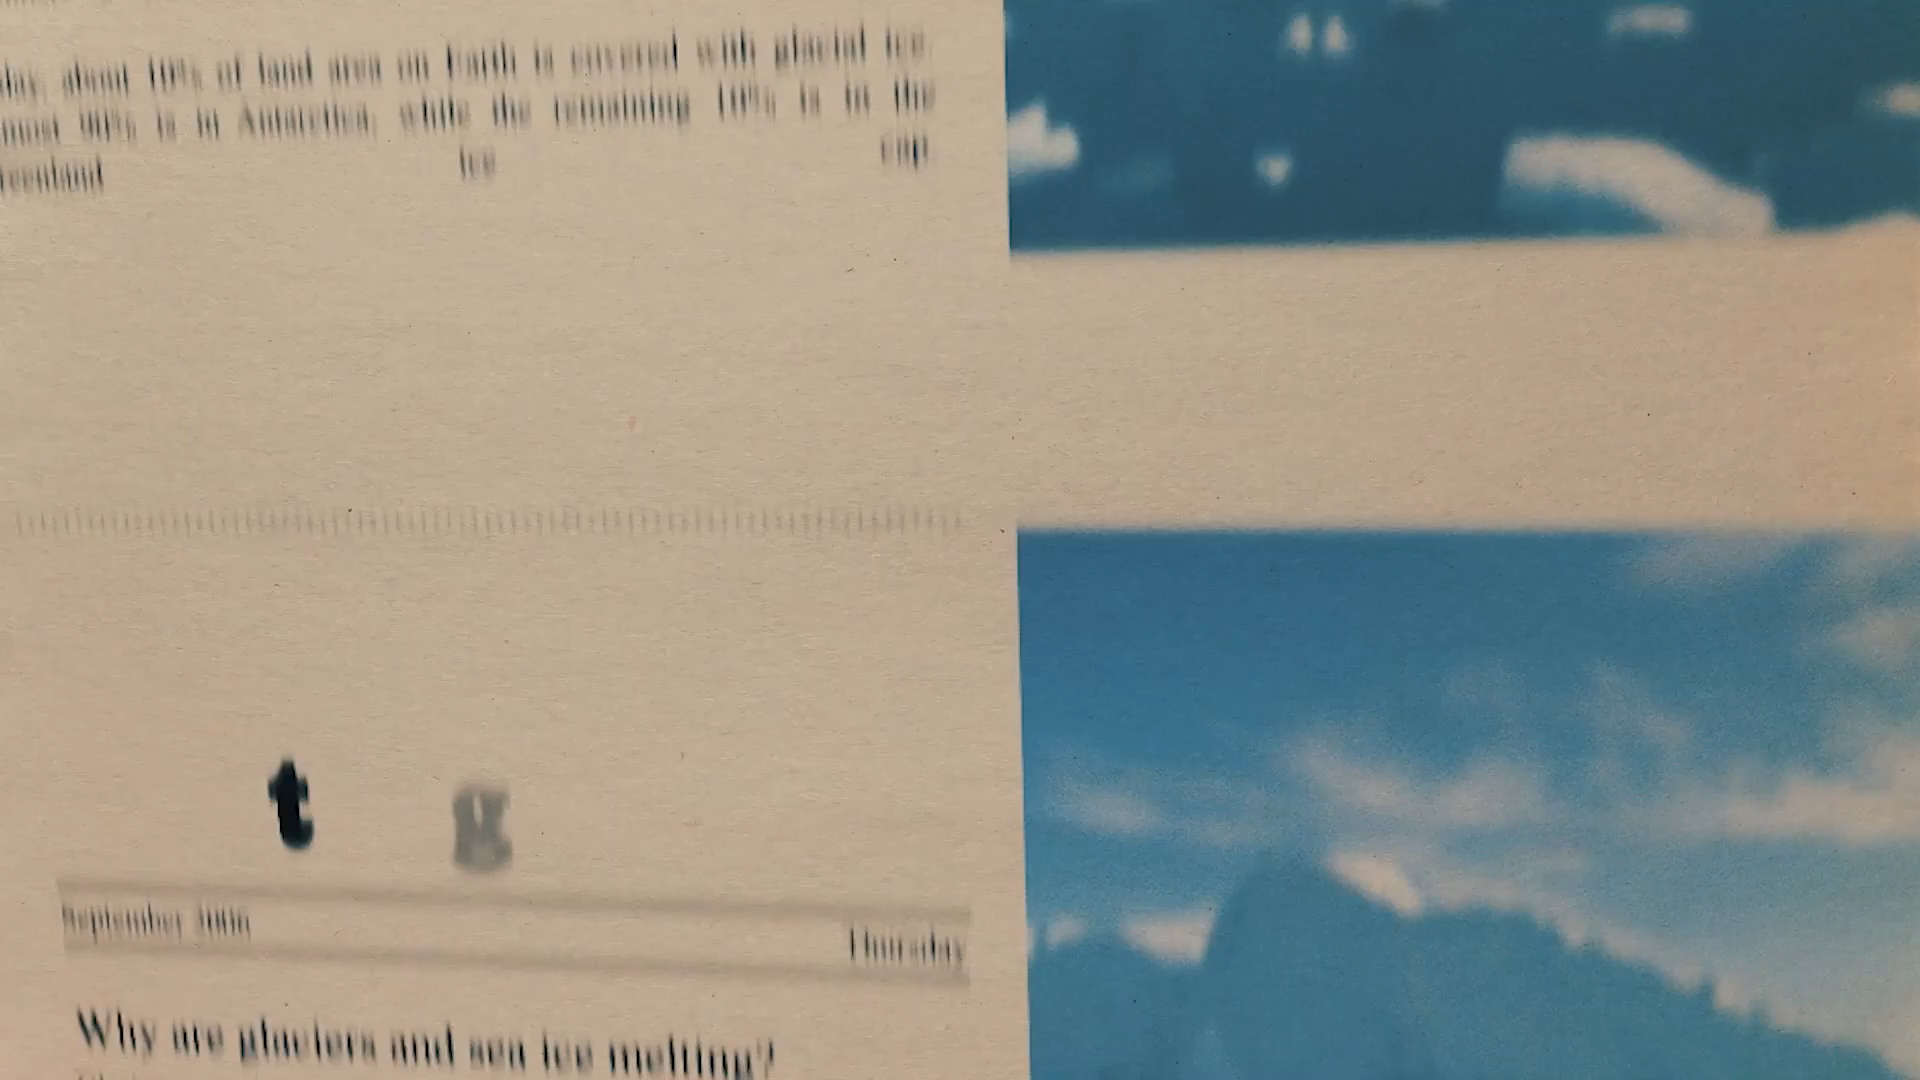 day, about 10% of land area on Earth is covered with glacial ice.
most 90% is in Antarctica, while the remaining 10% is in the
reenland ice cap
t g
September Thursday
Why are glaciers and sea ice melting?